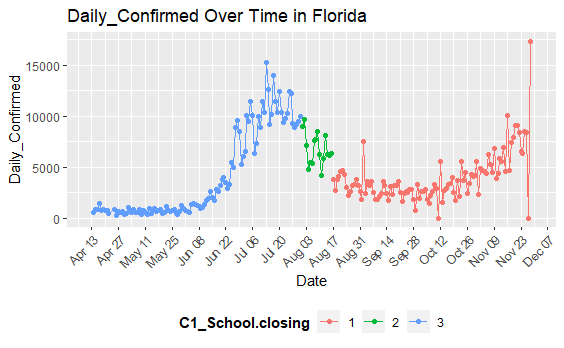 Daily_Confirmed Over Time in Florida
Daily_Confirmed
15000
10000
5000
0
Apr 13
Apr 27
May 11
May 25
Jun 08
Jun 22
Jul 06
Jul 20
Aug 03
Aug 17
Aug 31
Sep 14
Sep 28
Oct 12
Oct 26
Nov 09
Nov 23
Dec 07
Date
C1_School.closing 1 2 3